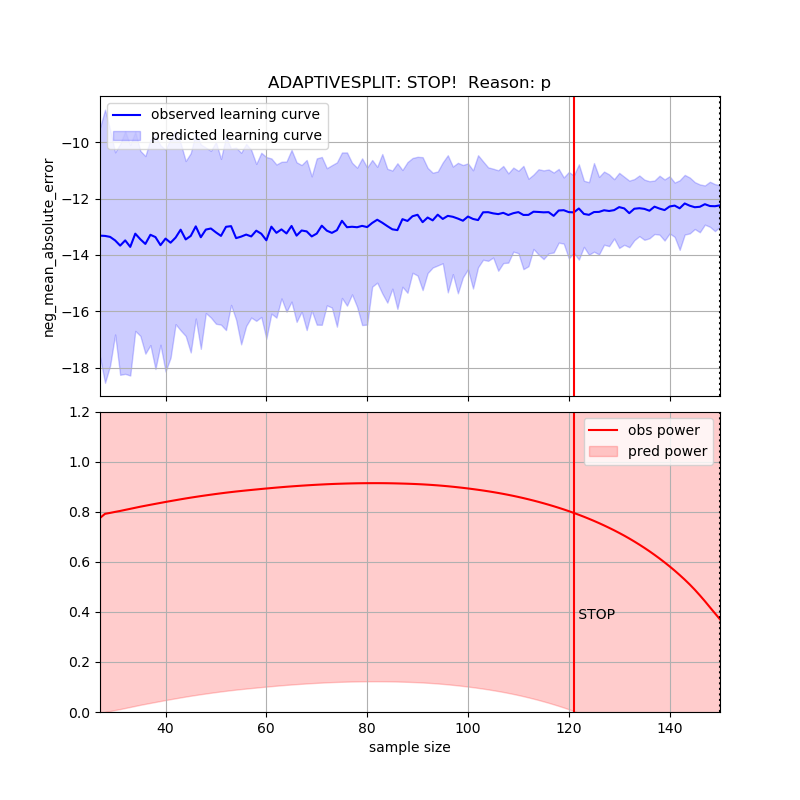 ADAPTIVESPLIT: STOP!  Reason: p
observed learning curve
predicted learning curve
neg_mean_absolute_error
−10
−12
−14
−16
−18
1.2
1.0
0.8
0.6
0.4
0.2
0.0
obs power
pred power
STOP
40 60 80 100 120 140
sample size